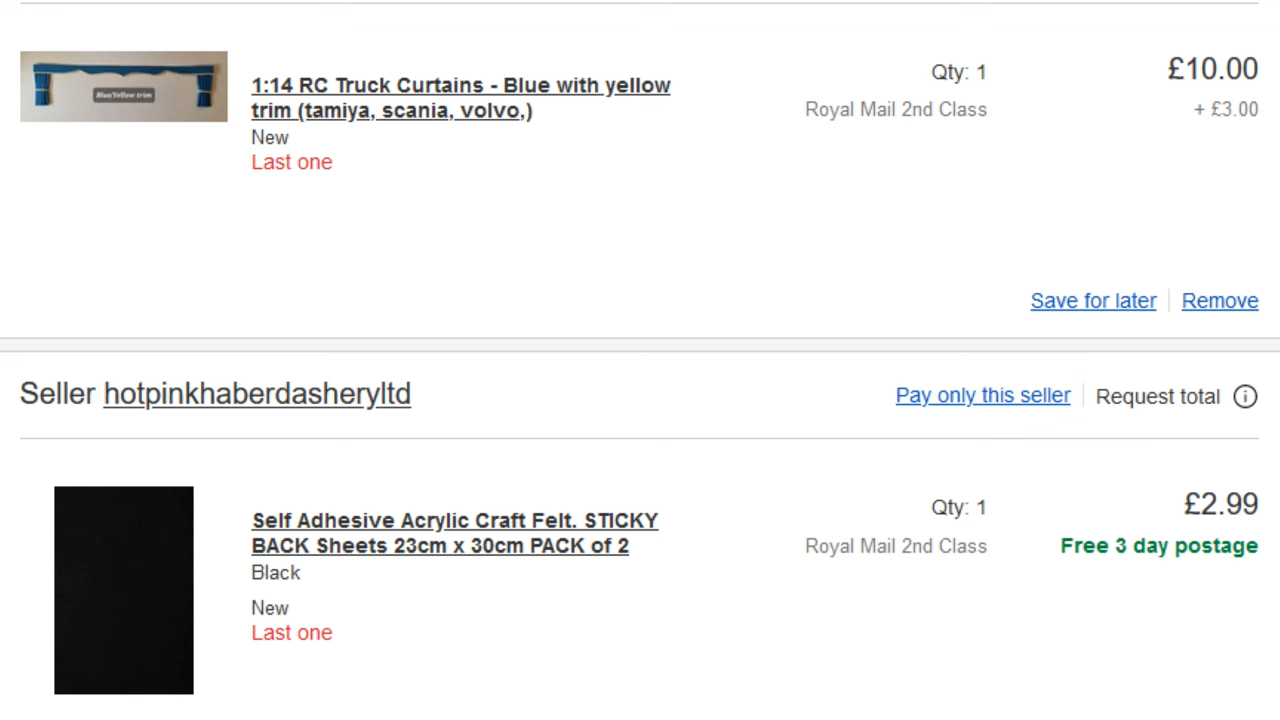 Blue/Yellow trim
1:14 RC Truck Curtains - Blue with yellow
trim (tamiya, scania, volvo,)
New
Last one
Qty: 1
Royal Mail 2nd Class
£10.00
+ £3.00
Save for later
Remove
Seller hotpinkhaberdasheryltd
Pay only this seller
Request total
Self Adhesive Acrylic Craft Felt. STICKY
BACK Sheets 23cm x 30cm PACK of 2
Black
New
Last one
Qty: 1
Royal Mail 2nd Class
£2.99
Free 3 day postage